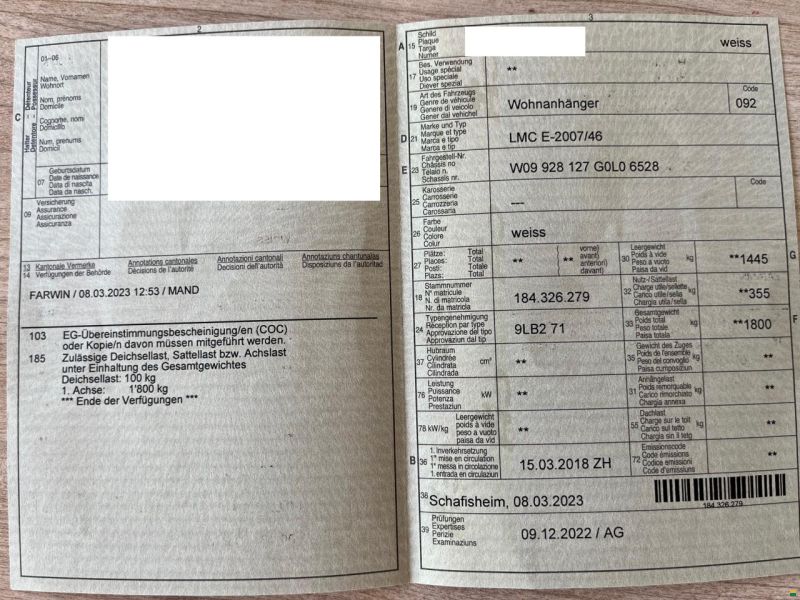 2
01-06
C
Halter - Détenteur
Detentore - Possessur
Name, Vornamen
Wohnort
Nom, prénoms
Domicile
Cognome, nomi
Domicilio
Num, prenums
Domicil
07
Geburtsdatum
Date de naissance
Data di nascita
Data da nasch.
09
Versicherung
Assurance
Assicurazione
Assicuranza
13 Kantonale Vermerke Annotations cantonales Annotazioni cantonali Annotaziuns chantunalas
14 Verfügungen der Behörde Décisions de l'autorité Decisioni dell'autorità Disposiziuns da l'autoritad
FARWIN / 08.03.2023 12:53 / MAND
103 EG-Übereinstimmungsbescheinigung/en (COC)
oder Kopie/n davon müssen mitgeführt werden.
185 Zulässige Deichsellast, Sattellast bzw. Achslast
unter Einhaltung des Gesamtgewichtes
Deichsellast: 100 kg
1. Achse: 1'800 kg
*** Ende der Verfügungen ***
3
A 15 Schild
Plaque
Targa
Numer
weiss
17 Bes. Verwendung
Usage spécial
Uso speciale
Diever spezial
**
19 Art des Fahrzeugs
Genre de véhicule
Genere di veicolo
Gener dal vehichel
Wohnanhänger
Code
092
D 21 Marke und Typ
Marque et type
Marca e tipo
Marca e tip
LMC E-2007/46
E 23 Fahrgestell-Nr.
Châssis no
Telaio n.
Schassis nr.
W09 928 127 G0L0 6528
25 Karosserie
Carrosserie
Carrozzeria
Carossaria
---
Code
26 Farbe
Couleur
Colore
Colur
weiss
27 Plätze: Total
Places: Total
Posti: Totale
Plazs: Total
**
( vorne)
avant)
anteriori)
davant)
**
30 Leergewicht
Poids à vide
Peso a vuoto
Paisa da vid
kg
**1445
G
18 Stammnummer
N° matricule
N. di matricola
Nr. da matricla
184.326.279
32 Nutz-/Sattellast
Charge utile/sellette
Carico utile/sella
Chargia utila/sella
kg
**355
24 Typengenehmigung
Réception par type
Approvazione del tipo
Approvaziun dal tip
9LB2 71
33 Gesamtgewicht
Poids total
Peso totale
Paisa totala
kg
**1800
F
37 Hubraum
Cylindrée
Cilindrata
Cilindrada
cm³
**
35 Gewicht des Zuges
Poids de l'ensemble
Peso del convoglio
Paisa cumposiziun
kg
**
76 Leistung
Puissance
Potenza
Prestaziun
kW
**
31 Anhängelast
Poids remorquable
Carico rimorchiato
Chargia annexa
kg
**
78 kW/kg
Leergewicht
poids à vide
peso a vuoto
paisa da vid
**
55 Dachlast
Charge sur le toit
Carico sul tetto
Chargia sin il tetg
kg
**
B 36 1. Inverkehrsetzung
1re mise en circulation
1a messa in circolazione
1. entrada en circulaziun
15.03.2018 ZH
72 Emissionscode
Code émissions
Codice emissioni
Code d'emissiuns
**
38 Schafisheim, 08.03.2023
184.326.279
39 Prüfungen
Expertises
Perizie
Examinaziuns
09.12.2022 / AG